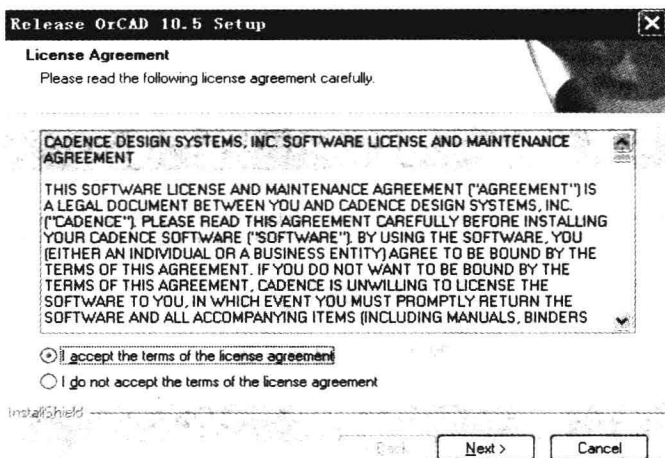 Release OrCAD 10.5 Setup
License Agreement
Please read the following license agreement carefully.
CADENCE DESIGN SYSTEMS, INC. SOFTWARE LICENSE AND MAINTENANCE
AGREEMENT
THIS SOFTWARE LICENSE AND MAINTENANCE AGREEMENT ("AGREEMENT") IS
A LEGAL DOCUMENT BETWEEN YOU AND CADENCE DESIGN SYSTEMS, INC.
("CADENCE"). PLEASE READ THIS AGREEMENT CAREFULLY BEFORE INSTALLING
YOUR CADENCE SOFTWARE ("SOFTWARE"). BY USING THE SOFTWARE, YOU
(EITHER AN INDIVIDUAL OR A BUSINESS ENTITY) AGREE TO BE BOUND BY THE
TERMS OF THIS AGREEMENT. IF YOU DO NOT WANT TO BE BOUND BY THE
TERMS OF THIS AGREEMENT, CADENCE IS UNWILLING TO LICENSE THE
SOFTWARE TO YOU, IN WHICH EVENT YOU MUST PROMPTLY RETURN THE
SOFTWARE AND ALL ACCOMPANYING ITEMS (INCLUDING MANUALS, BINDERS
I accept the terms of the license agreement
I do not accept the terms of the license agreement
InstallShield
Back Next > Cancel